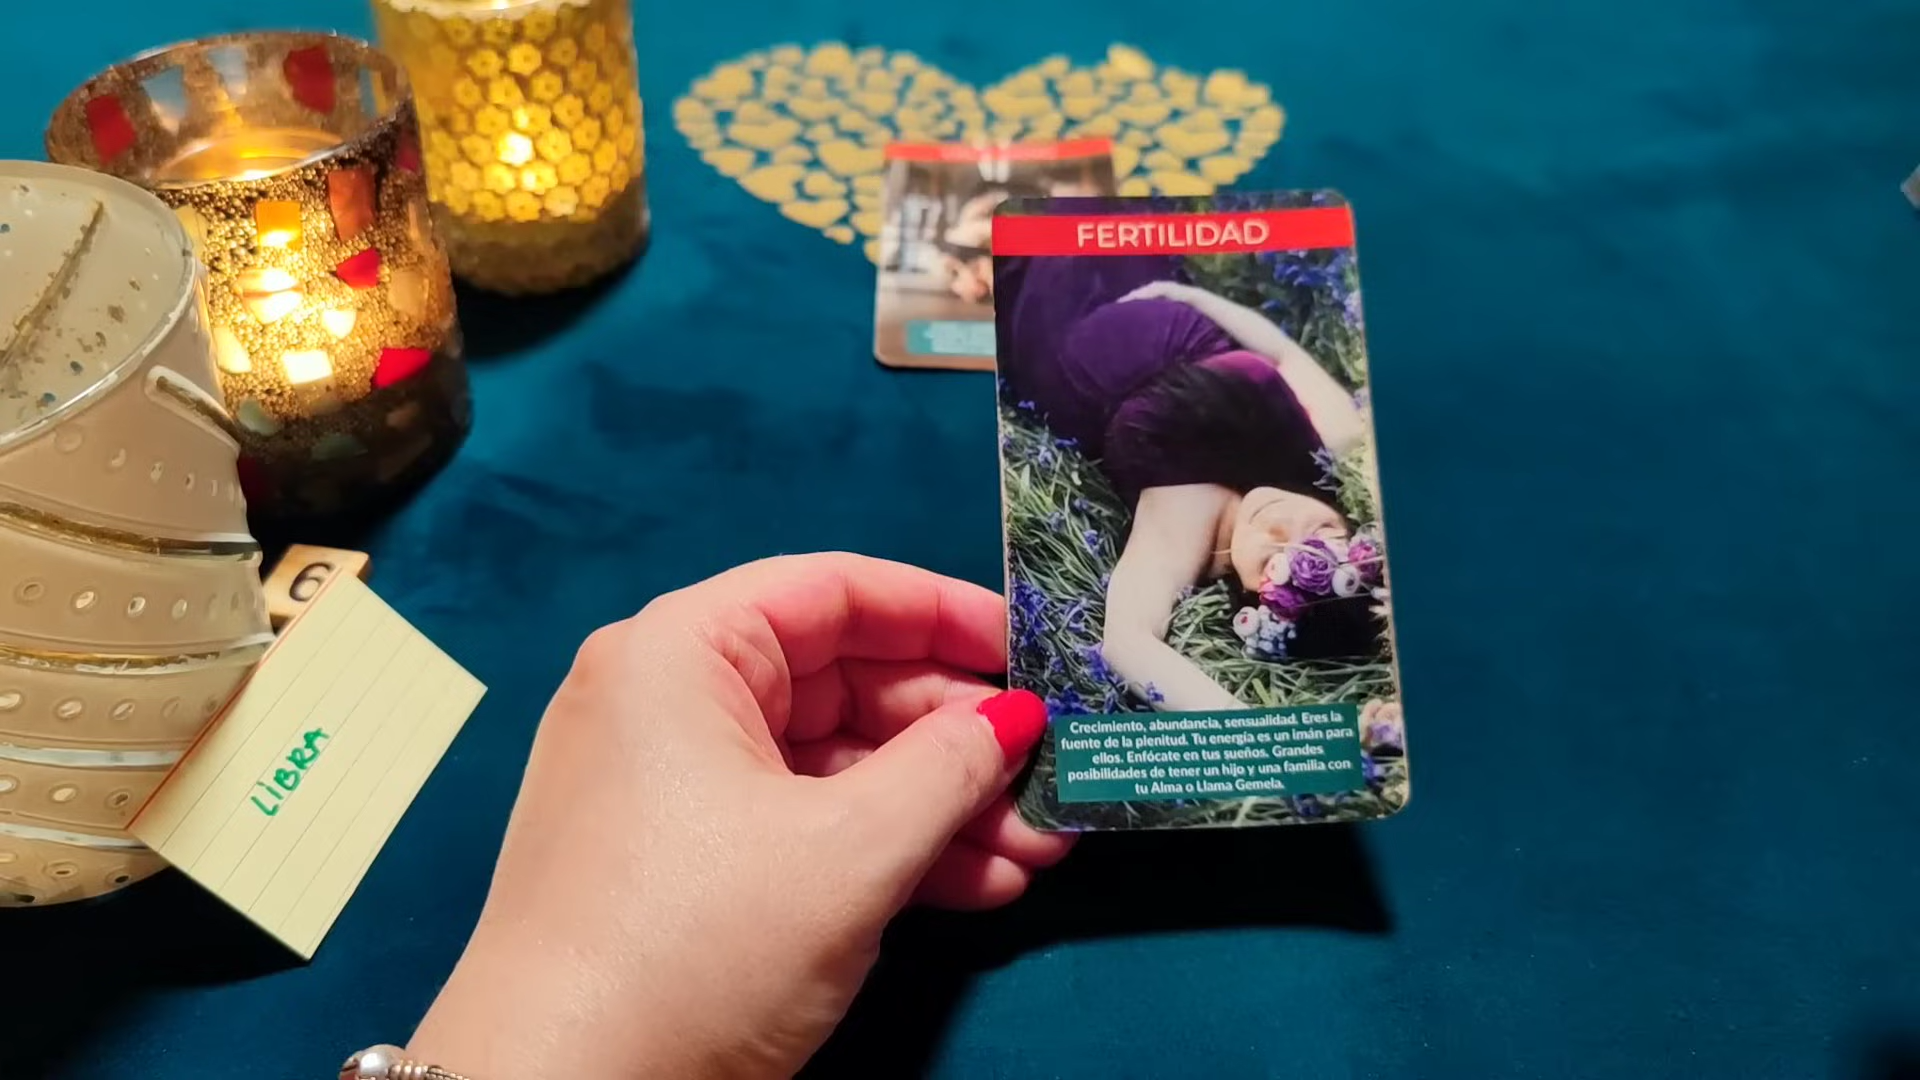 FERTILIDAD
6
LIBRA
Crecimiento, abundancia, sensualidad. Eres la
fuente de la plenitud. Tu energía es un imán para
ellos. Enfócate en tus sueños. Grandes
posibilidades de tener un hijo y una familia con
tu Alma o Llama Gemela.